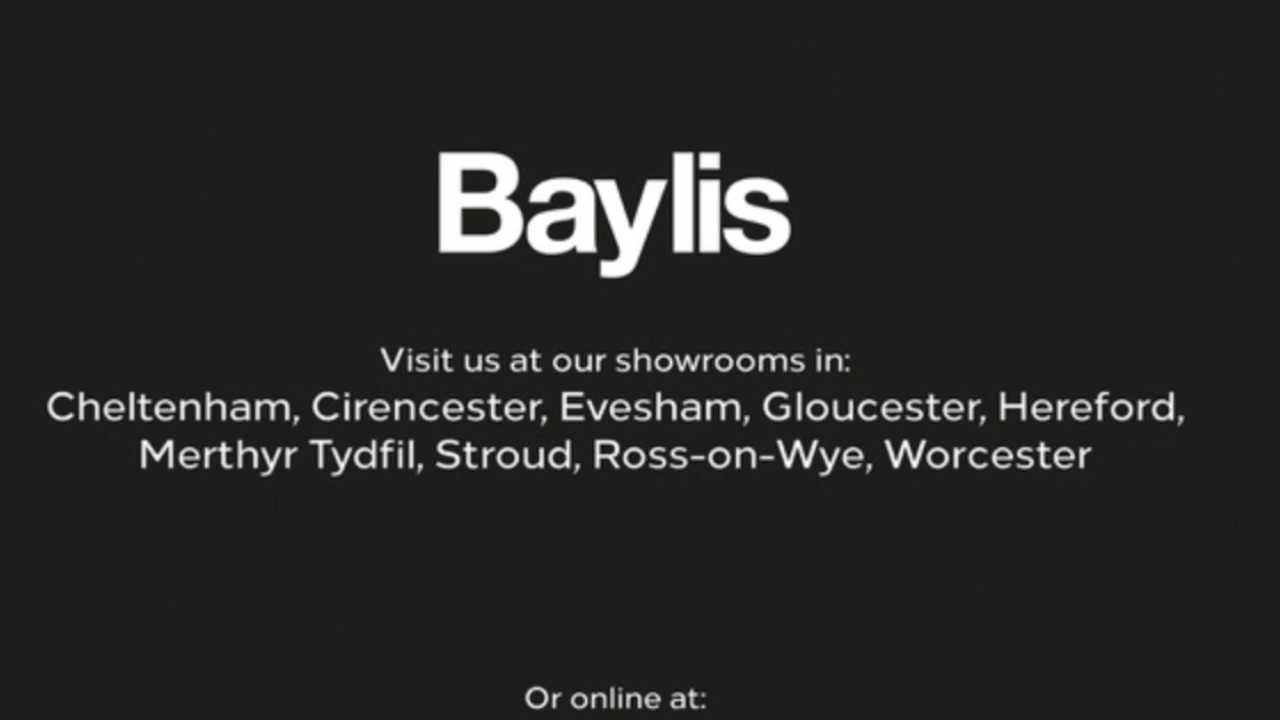 Baylis
Visit us at our showrooms in:
Cheltenham, Cirencester, Evesham, Gloucester, Hereford,
Merthyr Tydfil, Stroud, Ross-on-Wye, Worcester
Or online at: